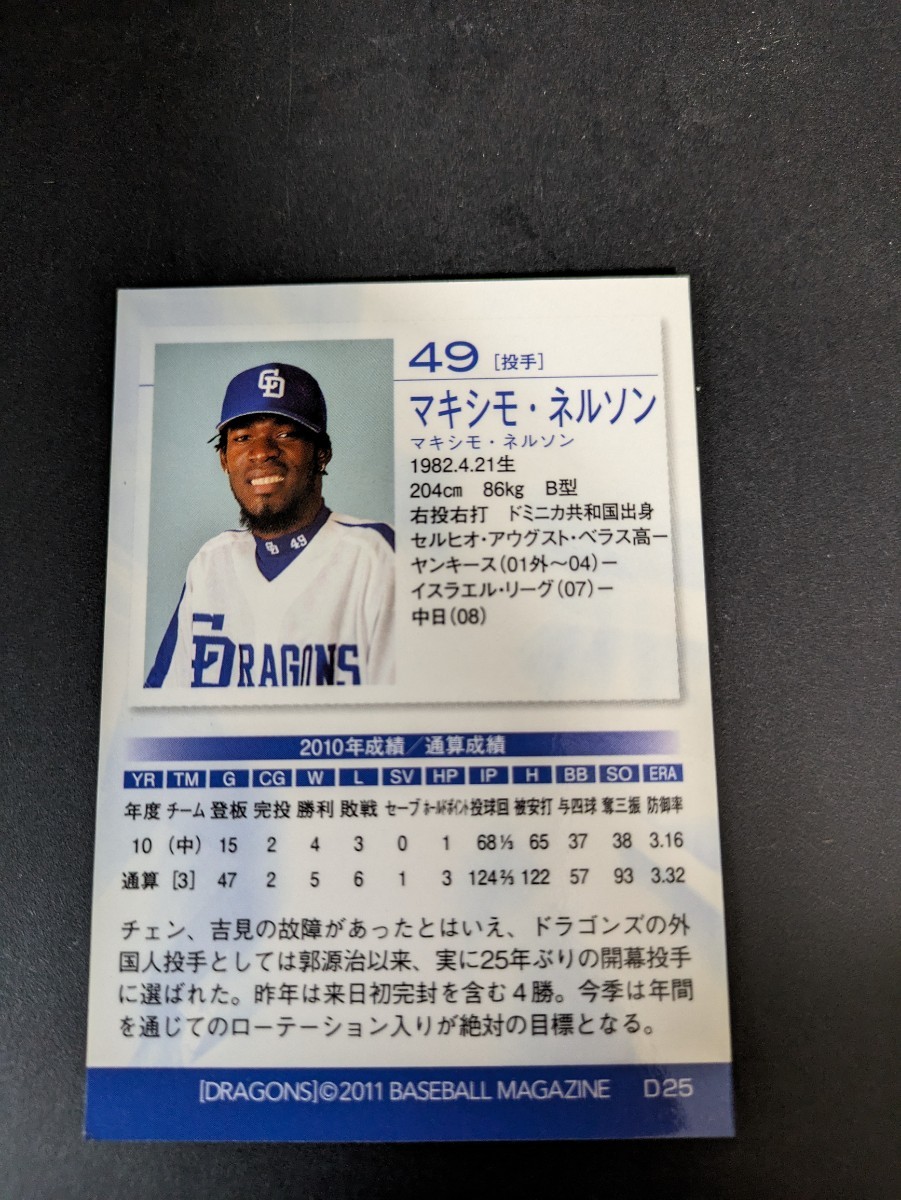 49 [投手]
マキシモ・ネルソン
マキシモ・ネルソン
1982.4.21生
204cm 86kg B型
右投右打 ドミニカ共和国出身
セルヒオ・アウグスト・ベラス高ー
ヤンキース(01外〜04)ー
イスラエル・リーグ(07)ー
中日(08)
CD
CD 49
DRAGONS
2010年成績/通算成績
YR TM G CG W L SV HP IP H BB SO ERA
年度 チーム 登板 完投 勝利 敗戦 セーブ ホールドポイント 投球回 被安打 与四球 奪三振 防御率
10 (中) 15 2 4 3 0 1 68⅓ 65 37 38 3.16
通算 [3] 47 2 5 6 1 3 124⅔ 122 57 93 3.32
チェン、吉見の故障があったとはいえ、ドラゴンズの外
国人投手としては郭源治以来、実に25年ぶりの開幕投手
に選ばれた。昨年は来日初完封を含む4勝。今季は年間
を通じてのローテーション入りが絶対の目標となる。
[DRAGONS]©2011 BASEBALL MAGAZINE D25